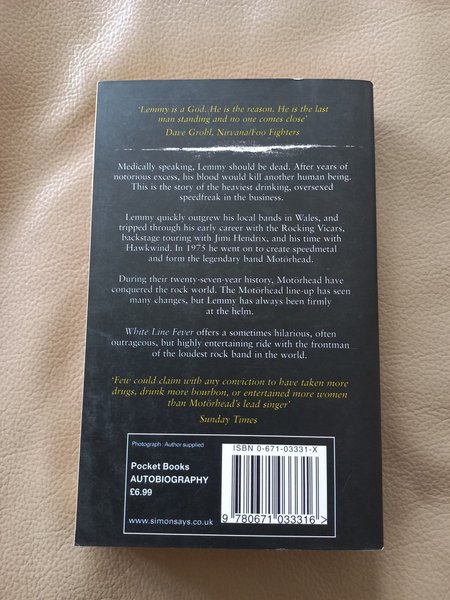 ‘Lemmy is a God. He is the reason. He is the last
man standing and no one comes close’
Dave Grohl, Nirvana/Foo Fighters
Medically speaking, Lemmy should be dead. After years of
notorious excess, his blood would kill another human being.
This is the story of the heaviest drinking, oversexed
speedfreak in the business.
Lemmy quickly outgrew his local bands in Wales, and
tripped through his early career with the Rocking Vicars,
backstage touring with Jimi Hendrix, and his time with
Hawkwind. In 1975 he went on to create speedmetal
and form the legendary band Motörhead.
During their twenty-seven-year history, Motörhead have
conquered the rock world. The Motörhead line-up has seen
many changes, but Lemmy has always been firmly
at the helm.
White Line Fever offers a sometimes hilarious, often
outrageous, but highly entertaining ride with the frontman
of the loudest rock band in the world.
‘Few could claim with any conviction to have taken more
drugs, drunk more bourbon, or entertained more women
than Motörhead’s lead singer’
Sunday Times
Photograph: Author supplied
Pocket Books
AUTOBIOGRAPHY
£6.99
www.simonsays.co.uk
ISBN 0-671-03331-X
9 780671 033316 >